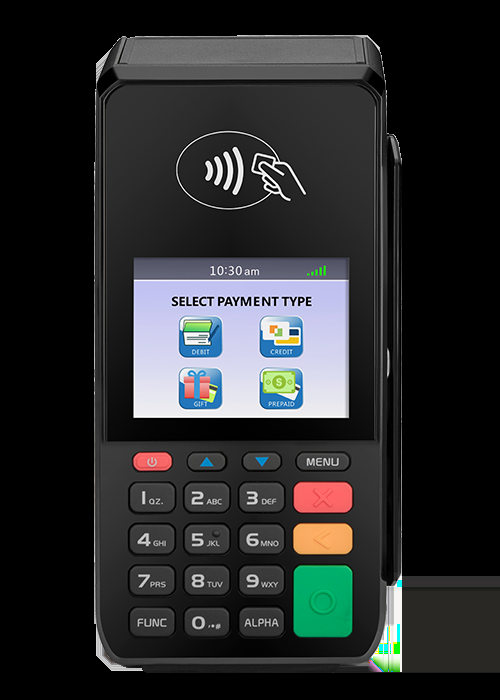 10:30 am
SELECT PAYMENT TYPE
DEBIT CREDIT
GIFT PREPAID
MENU
1 QZ. 2 ABC 3 DEF
4 GHI 5 JKL 6 MNO
7 PRS 8 TUV 9 WXY
FUNC 0 ,*# ALPHA